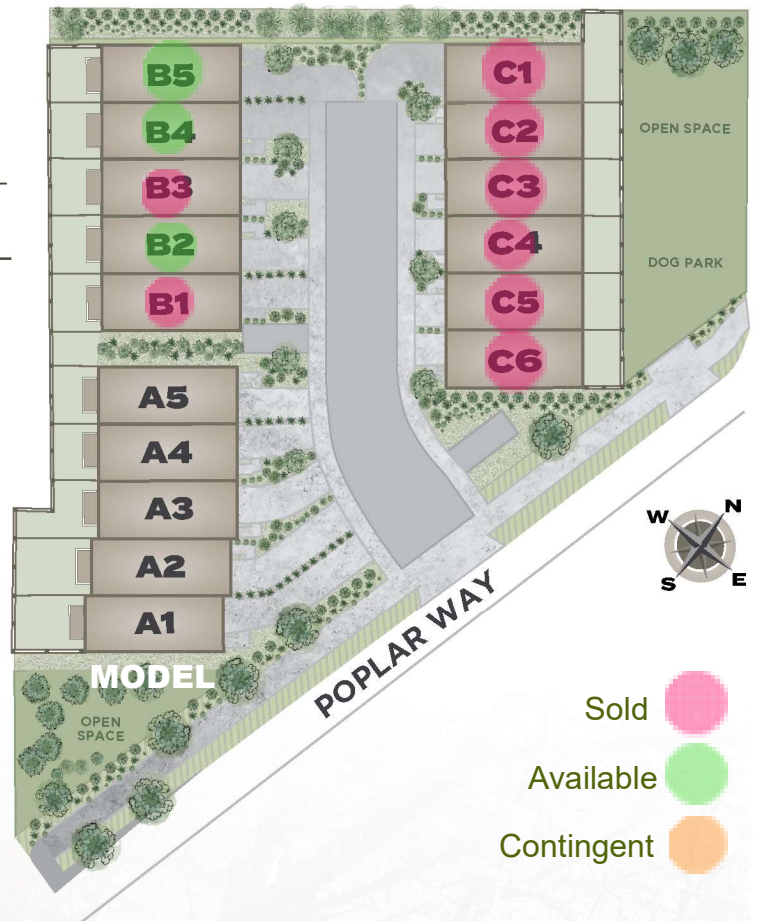 B5
B4
B3
B2
B1
A5
A4
A3
A2
A1
MODEL
OPEN
SPACE
C1
C2
C3
C4
C5
C6
OPEN SPACE
DOG PARK
POPLAR WAY
W
N
S
E
Sold
Available
Contingent